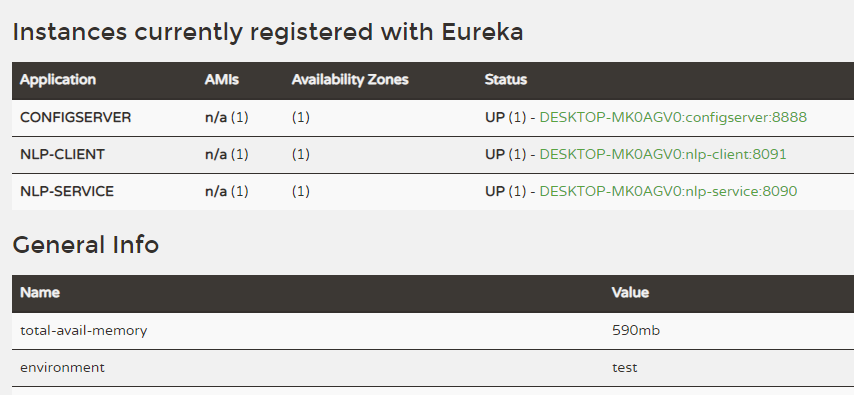 Instances currently registered with Eureka
Application AMIs Availability Zones Status
CONFIGSERVER n/a (1) (1) UP (1) - DESKTOP-MK0AGV0:configserver:8888
NLP-CLIENT n/a (1) (1) UP (1) - DESKTOP-MK0AGV0:nlp-client:8091
NLP-SERVICE n/a (1) (1) UP (1) - DESKTOP-MK0AGV0:nlp-service:8090
General Info
Name Value
total-avail-memory 590mb
environment test